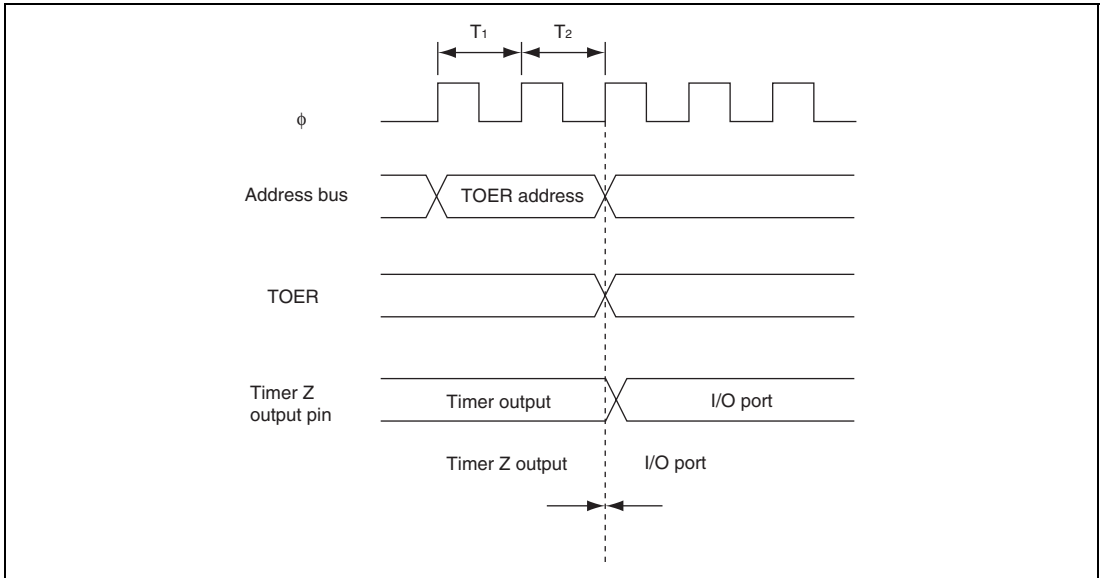 T1 T2
φ
Address bus TOER address
TOER
Timer Z
output pin
Timer output I/O port
Timer Z output I/O port